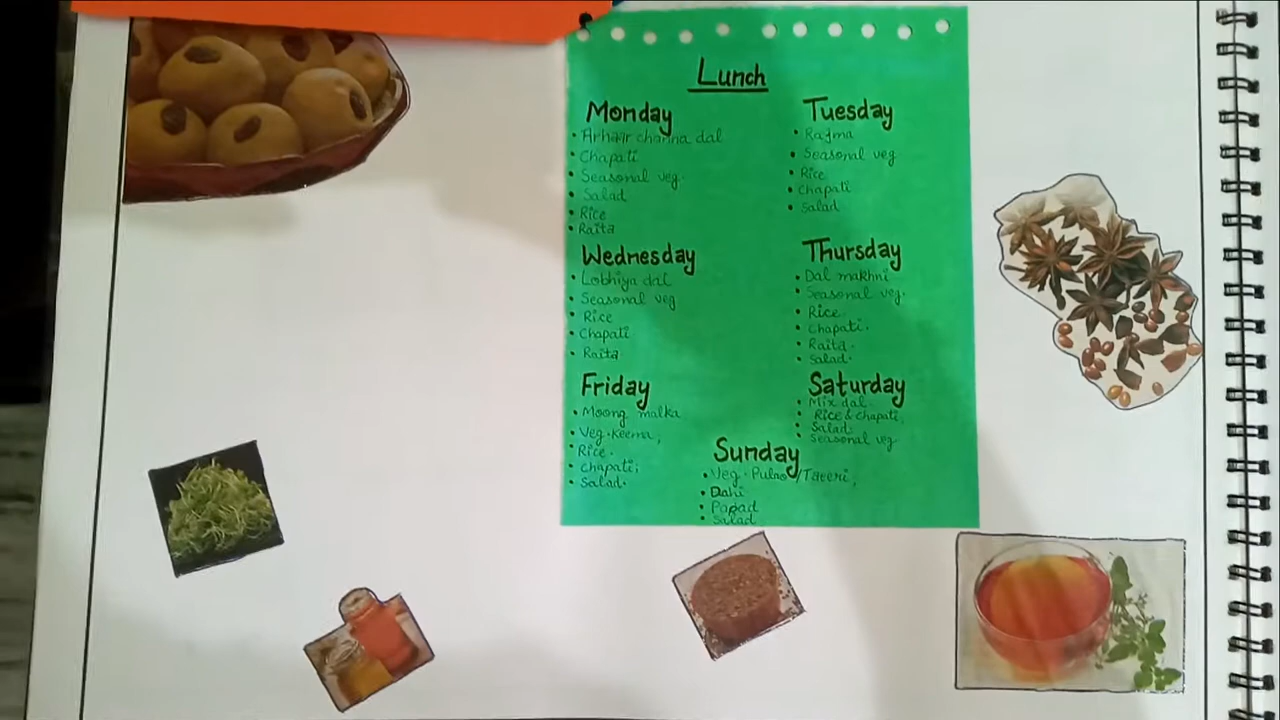 Lunch
Monday
• Arhar channa dal
• Chapati
• Seasonal veg.
• Salad
• Rice
• Raita
Tuesday
• Rajma
• Seasonal veg
• Rice
• Chapati
• Salad
Wednesday
• Lobhiya dal
• Seasonal veg
• Rice
• Chapati
• Raita
Thursday
• Dal makhni
• Seasonal veg.
• Rice.
• Chapati.
• Raita.
• Salad.
Friday
• Moong malka
• Veg. Keema,
• Rice.
• Chapati;
• Salad.
Saturday
• Mix dal.
• Rice & chapati,
• Salad.
• Seasonal veg.
Sunday
• Veg. Pulao / Taheri,
• Dahi
• Papad
• Salad